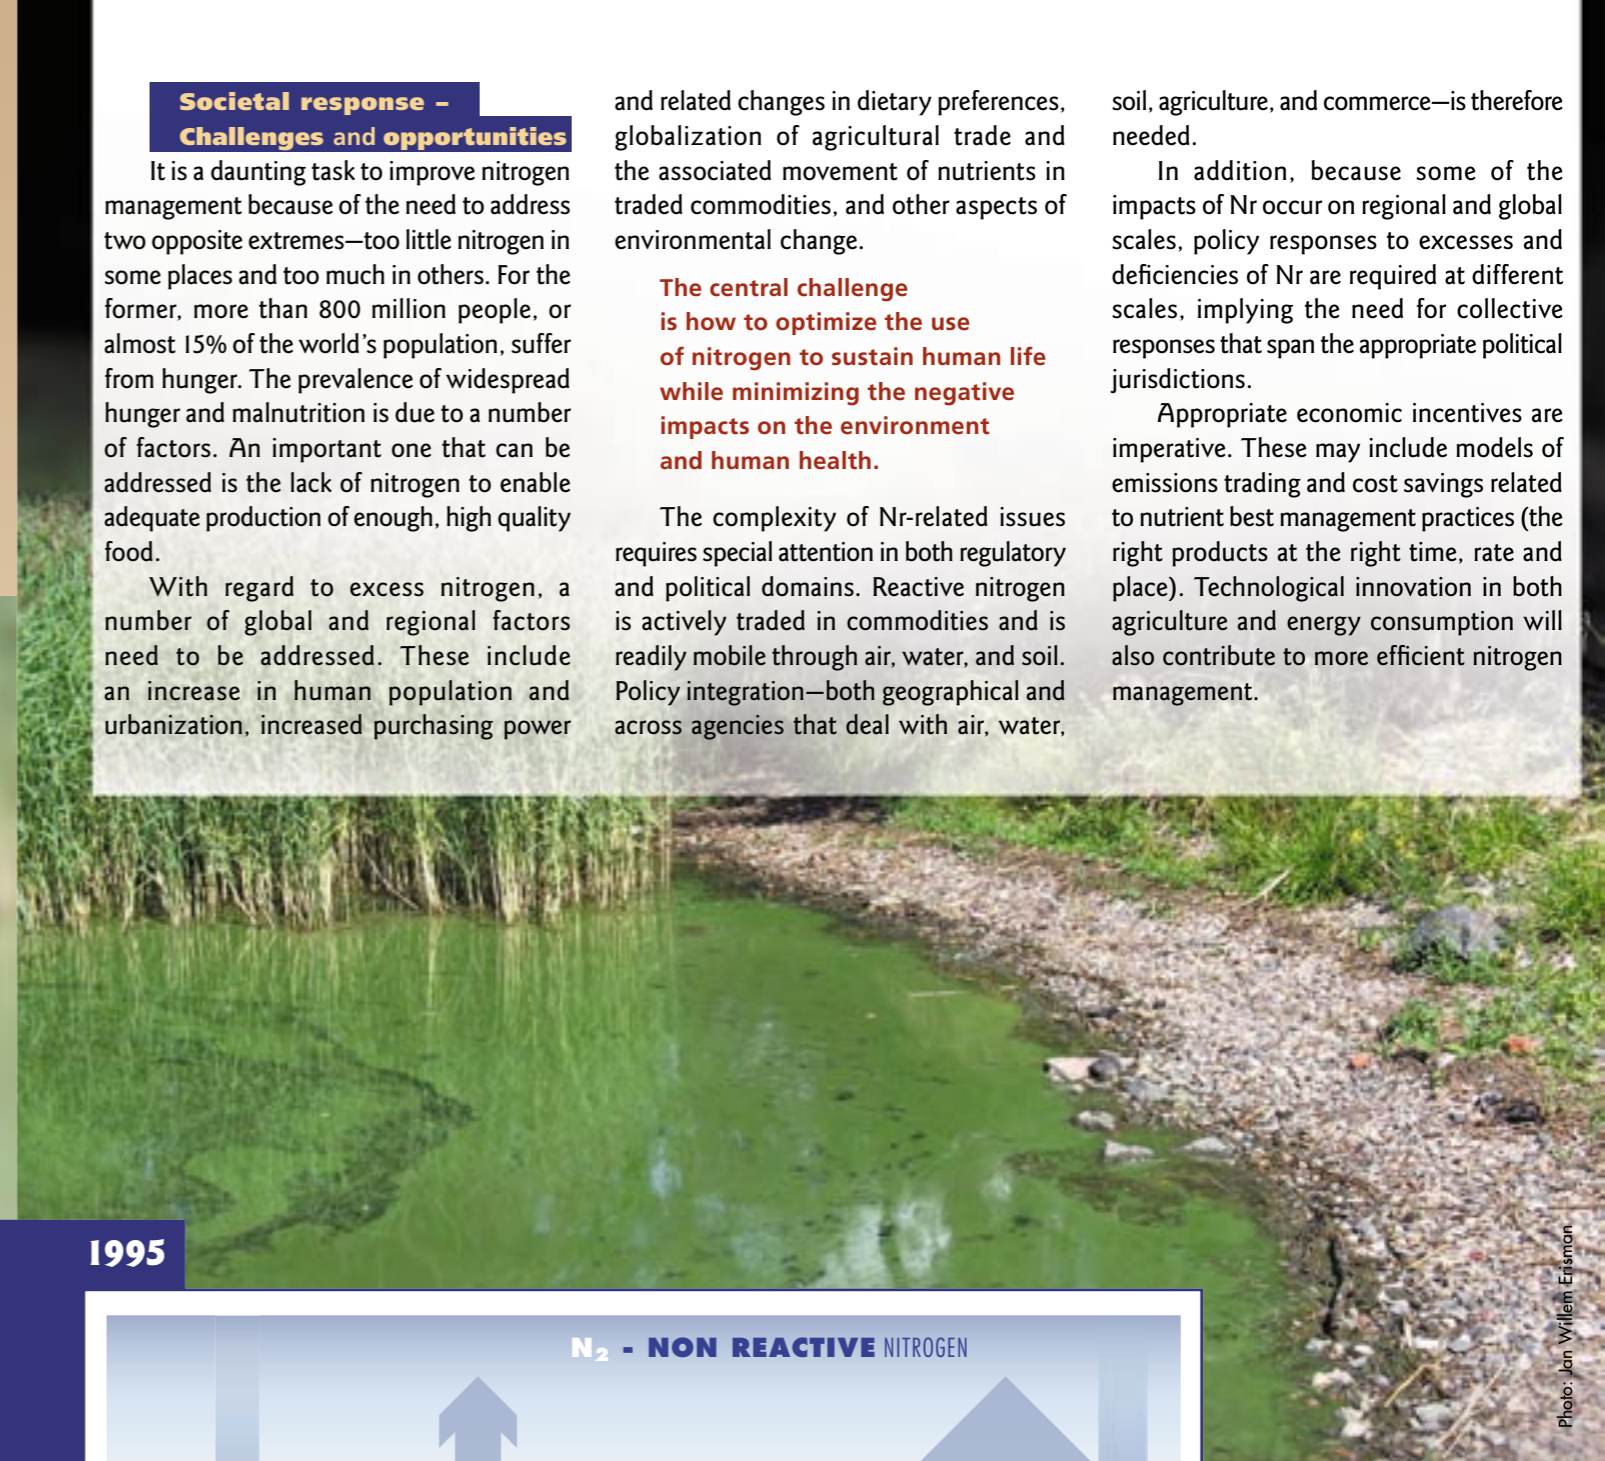 Societal response –
Challenges and opportunities
It is a daunting task to improve nitrogen
management because of the need to address
two opposite extremes—too little nitrogen in
some places and too much in others. For the
former, more than 800 million people, or
almost 15% of the world's population, suffer
from hunger. The prevalence of widespread
hunger and malnutrition is due to a number
of factors. An important one that can be
addressed is the lack of nitrogen to enable
adequate production of enough, high quality
food.
With regard to excess nitrogen, a
number of global and regional factors
need to be addressed. These include
an increase in human population and
urbanization, increased purchasing power
and related changes in dietary preferences,
globalization of agricultural trade and
the associated movement of nutrients in
traded commodities, and other aspects of
environmental change.
The central challenge
is how to optimize the use
of nitrogen to sustain human life
while minimizing the negative
impacts on the environment
and human health.
The complexity of Nr-related issues
requires special attention in both regulatory
and political domains. Reactive nitrogen
is actively traded in commodities and is
readily mobile through air, water, and soil.
Policy integration—both geographical and
across agencies that deal with air, water,
soil, agriculture, and commerce—is therefore
needed.
In addition, because some of the
impacts of Nr occur on regional and global
scales, policy responses to excesses and
deficiencies of Nr are required at different
scales, implying the need for collective
responses that span the appropriate political
jurisdictions.
Appropriate economic incentives are
imperative. These may include models of
emissions trading and cost savings related
to nutrient best management practices (the
right products at the right time, rate and
place). Technological innovation in both
agriculture and energy consumption will
also contribute to more efficient nitrogen
management.
1995
N₂ - NON REACTIVE NITROGEN
Photo: Jan Willem Erisman